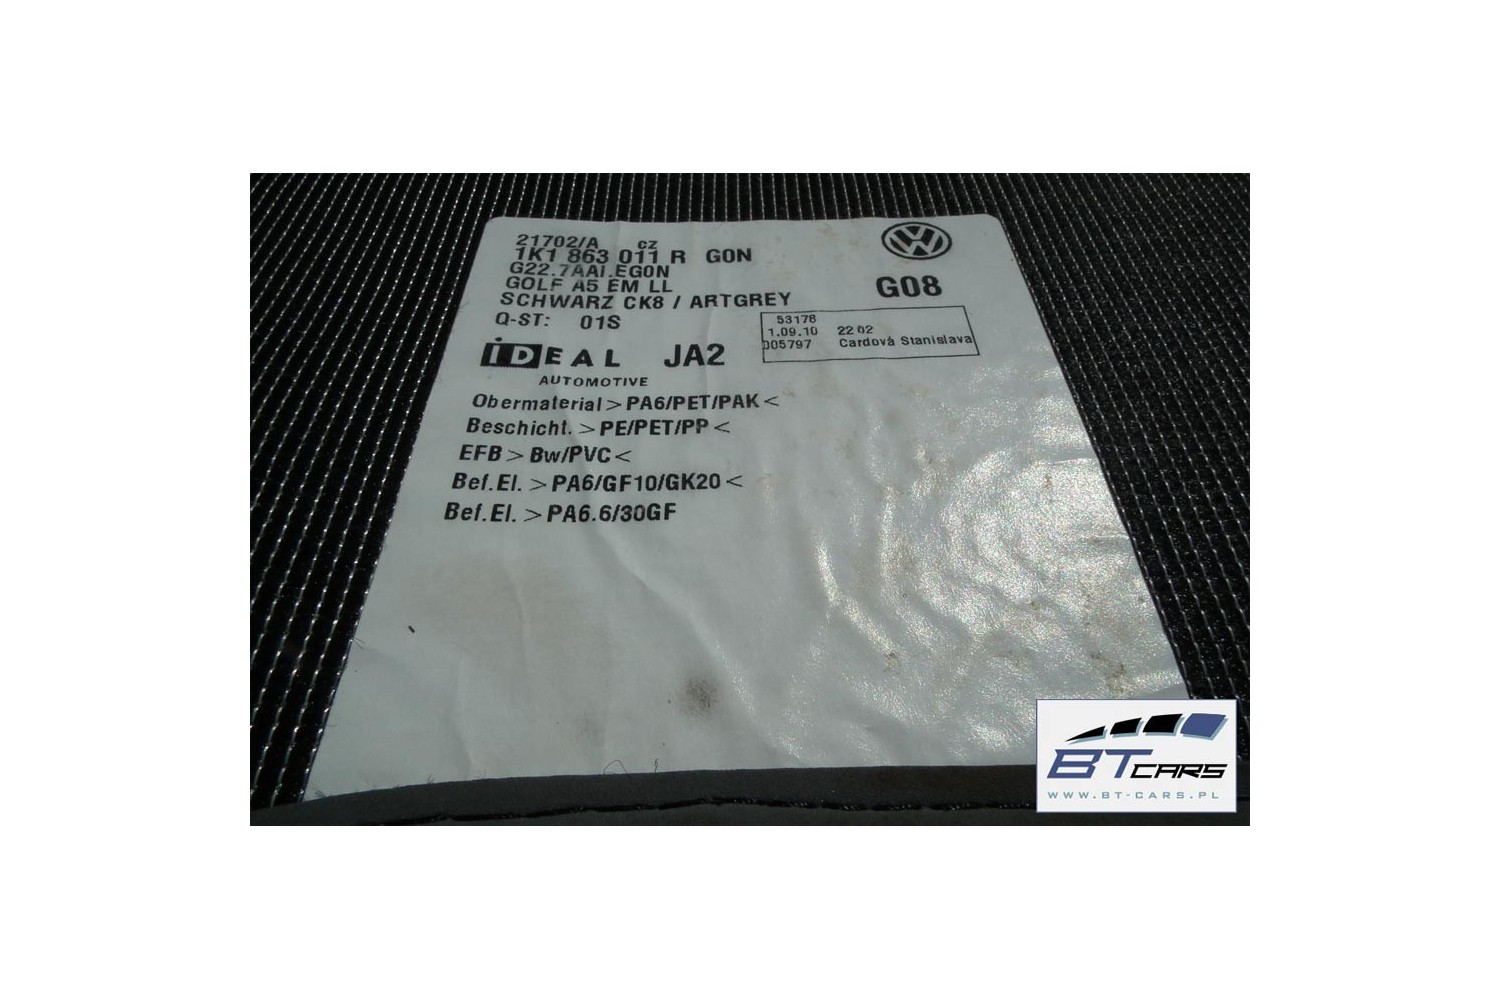 21702/A CZ
1K1 863 011 R G0N
G22.7AAI.EG0N
GOLF A5 EM LL
SCHWARZ CK8 / ARTGREY
Q-ST: 01S
G08
53178
1.09.10 22 02
005797 Cardová Stanislava
iDEAL JA2
AUTOMOTIVE
Obermaterial>PA6/PET/PAK<
Beschicht.>PE/PET/PP<
EFB>Bw/PVC<
Bef.El.>PA6/GF10/GK20<
Bef.El.>PA6.6/30GF
BT CARS
WWW.BT-CARS.PL